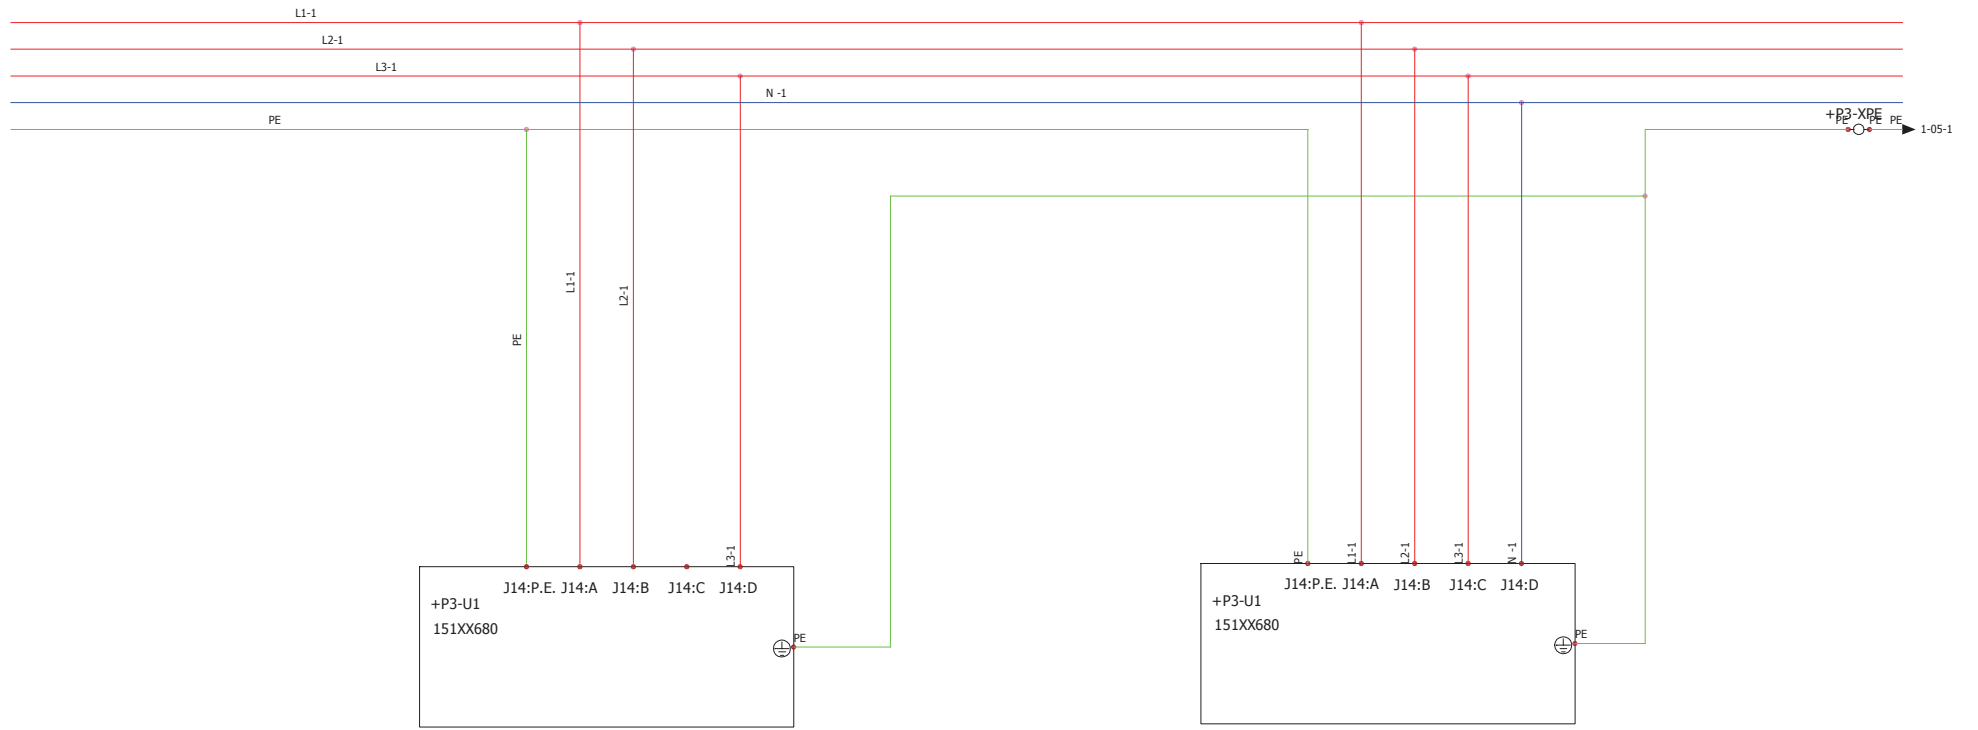 L1-1
L2-1
L3-1
N -1
PE
+P3-XPE
PE
PE
PE
1-05-1
PE
L1-1
L2-1
L3-1
J14:P.E.
J14:A
J14:B
J14:C
J14:D
+P3-U1
151XX680
PE
PE
L1-1
L2-1
L3-1
N -1
J14:P.E.
J14:A
J14:B
J14:C
J14:D
+P3-U1
151XX680
PE